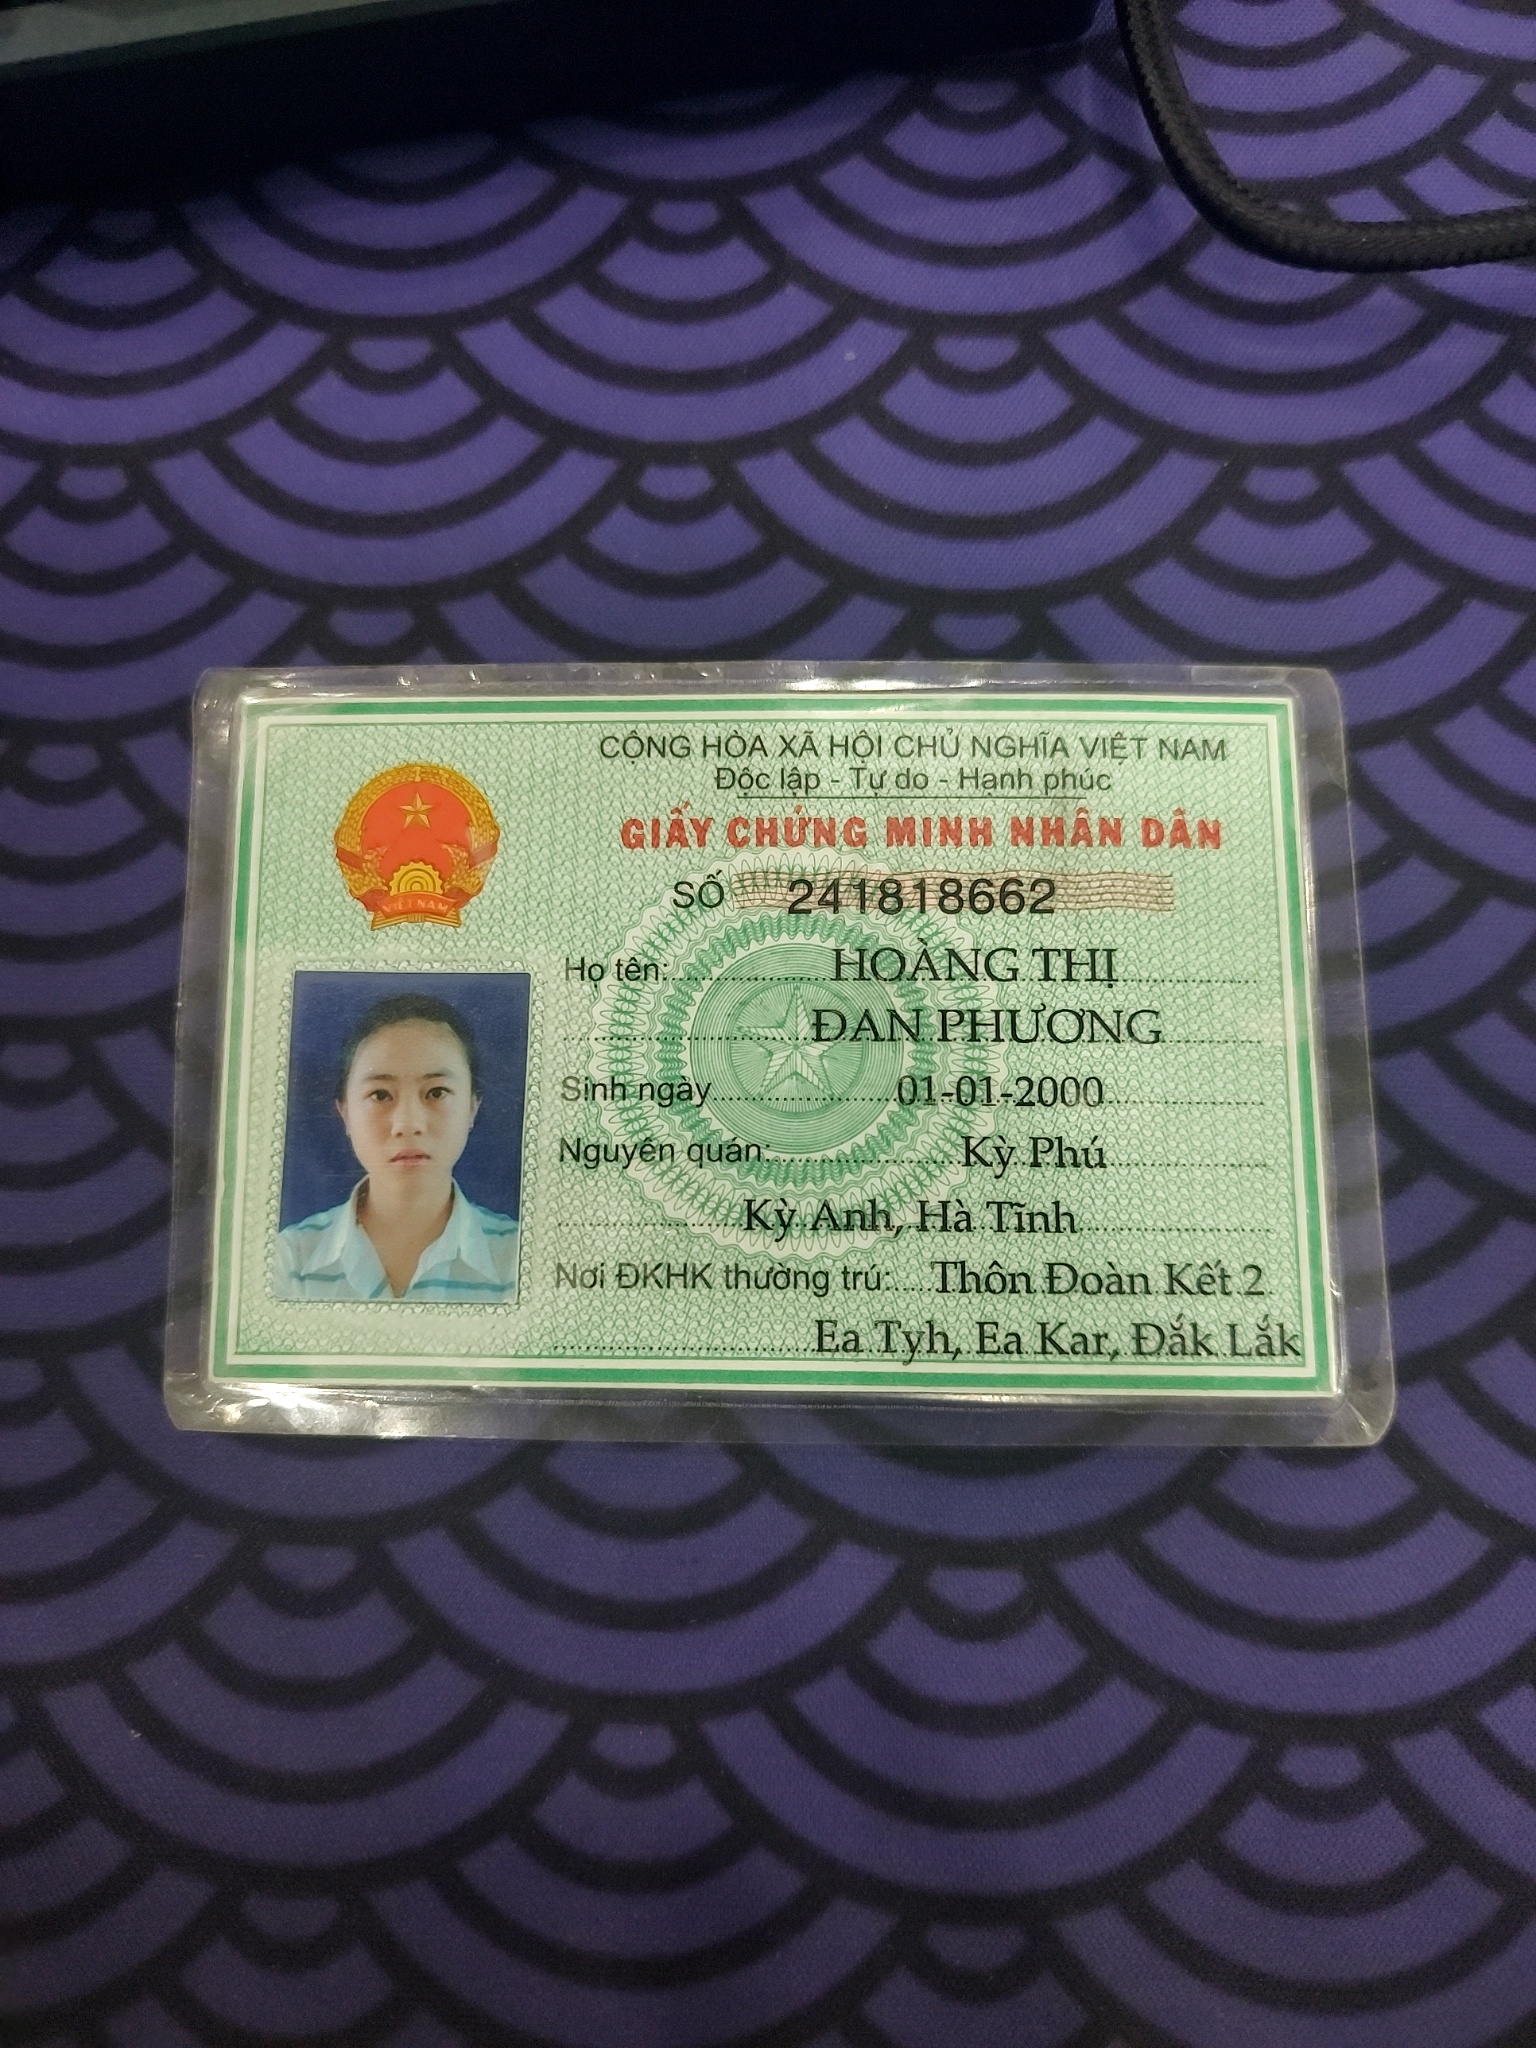 CỘNG HÒA XÃ HỘI CHỦ NGHĨA VIỆT NAM
Độc lập - Tự do - Hạnh phúc
GIẤY CHỨNG MINH NHÂN DÂN
SỐ 241818662
VIỆT NAM
Họ tên: HOÀNG THỊ
ĐAN PHƯƠNG
Sinh ngày 01-01-2000
Nguyên quán: Kỳ Phú
Kỳ Anh, Hà Tĩnh
Nơi ĐKHK thường trú: Thôn Đoàn Kết 2
Ea Tyh, Ea Kar, Đắk Lắk